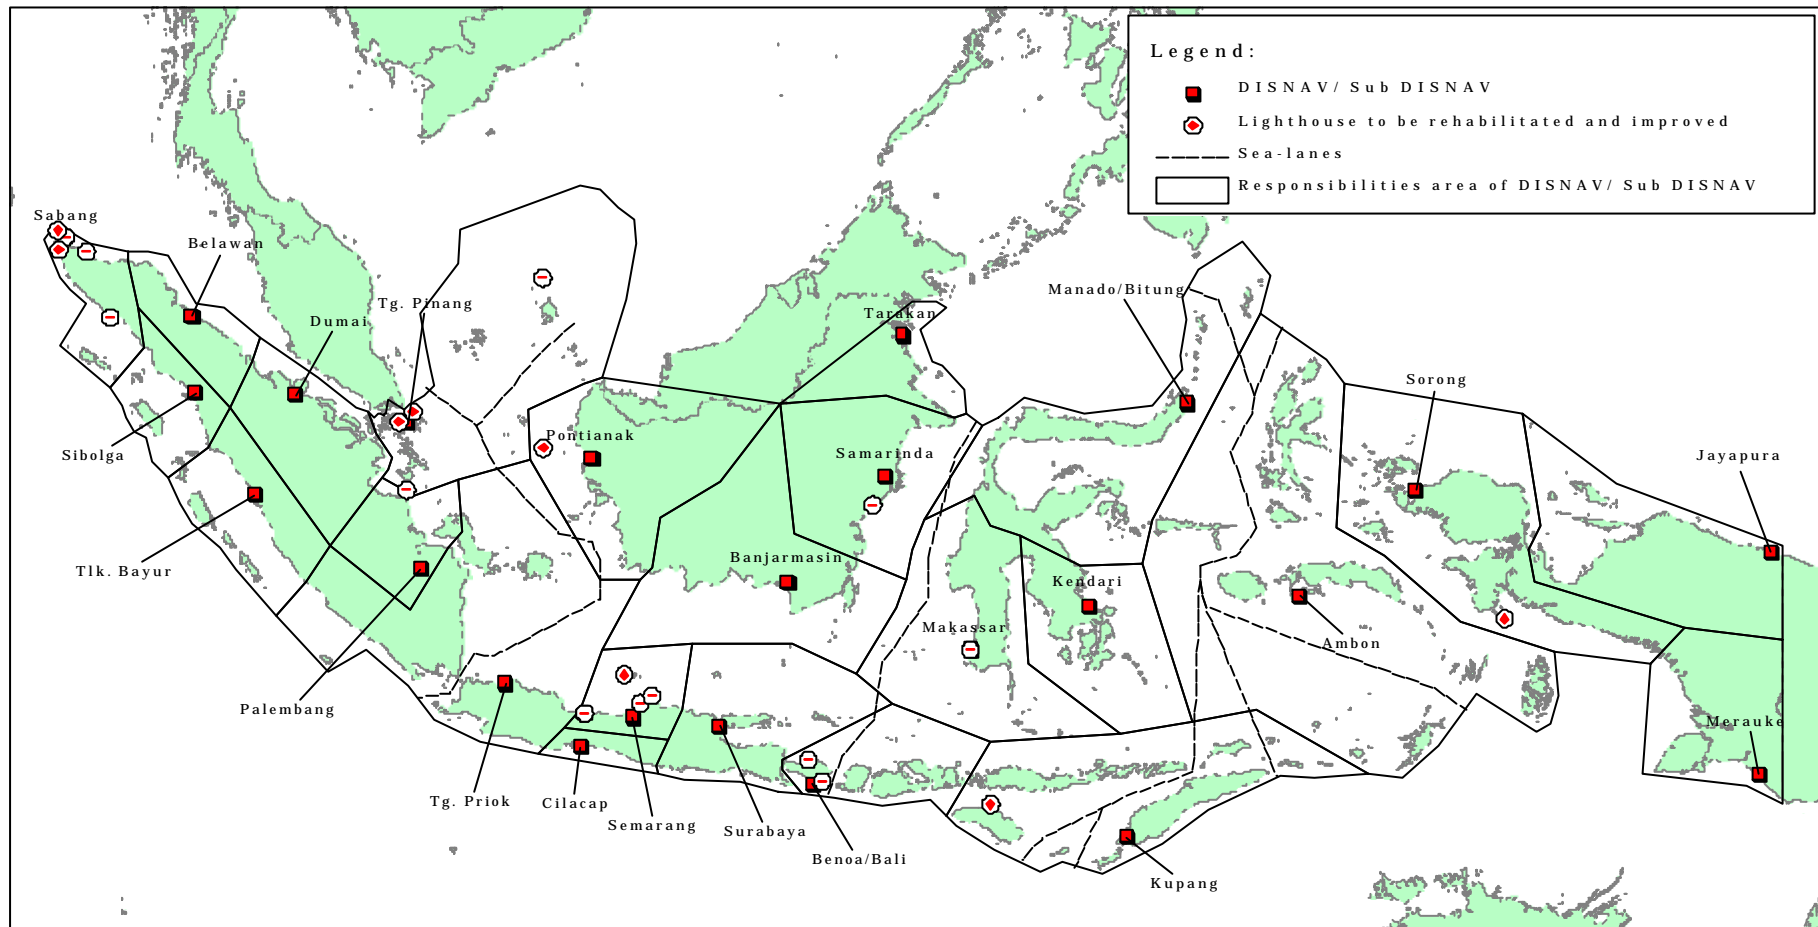 Legend:
DISNAV/ Sub DISNAV
Lighthouse to be rehabilitated and improved
Sea-lanes
Responsibilities area of DISNAV/ Sub DISNAV
Sabang
Belawan
Tg. Pinang
Dumai
Manado/Bitung
Tarakan
Sorong
Pontianak
Sibolga
Samarinda
Jayapura
Tlk. Bayur
Banjarmasin
Kendari
Makassar
Ambon
Palembang
Merauke
Tg. Priok
Cilacap
Semarang
Surabaya
Benoa/Bali
Kupang